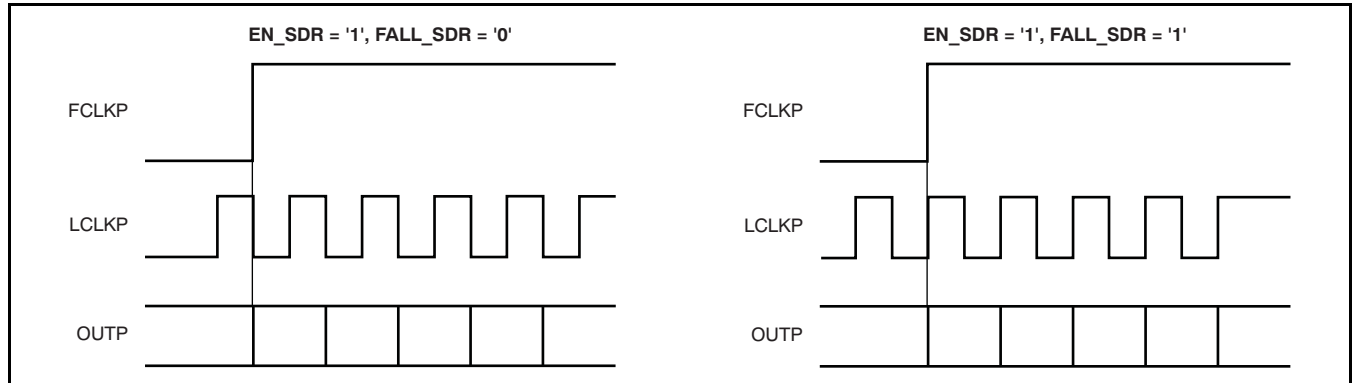 EN_SDR = '1', FALL_SDR = '0'
FCLKP
LCLKP
OUTP
EN_SDR = '1', FALL_SDR = '1'
FCLKP
LCLKP
OUTP